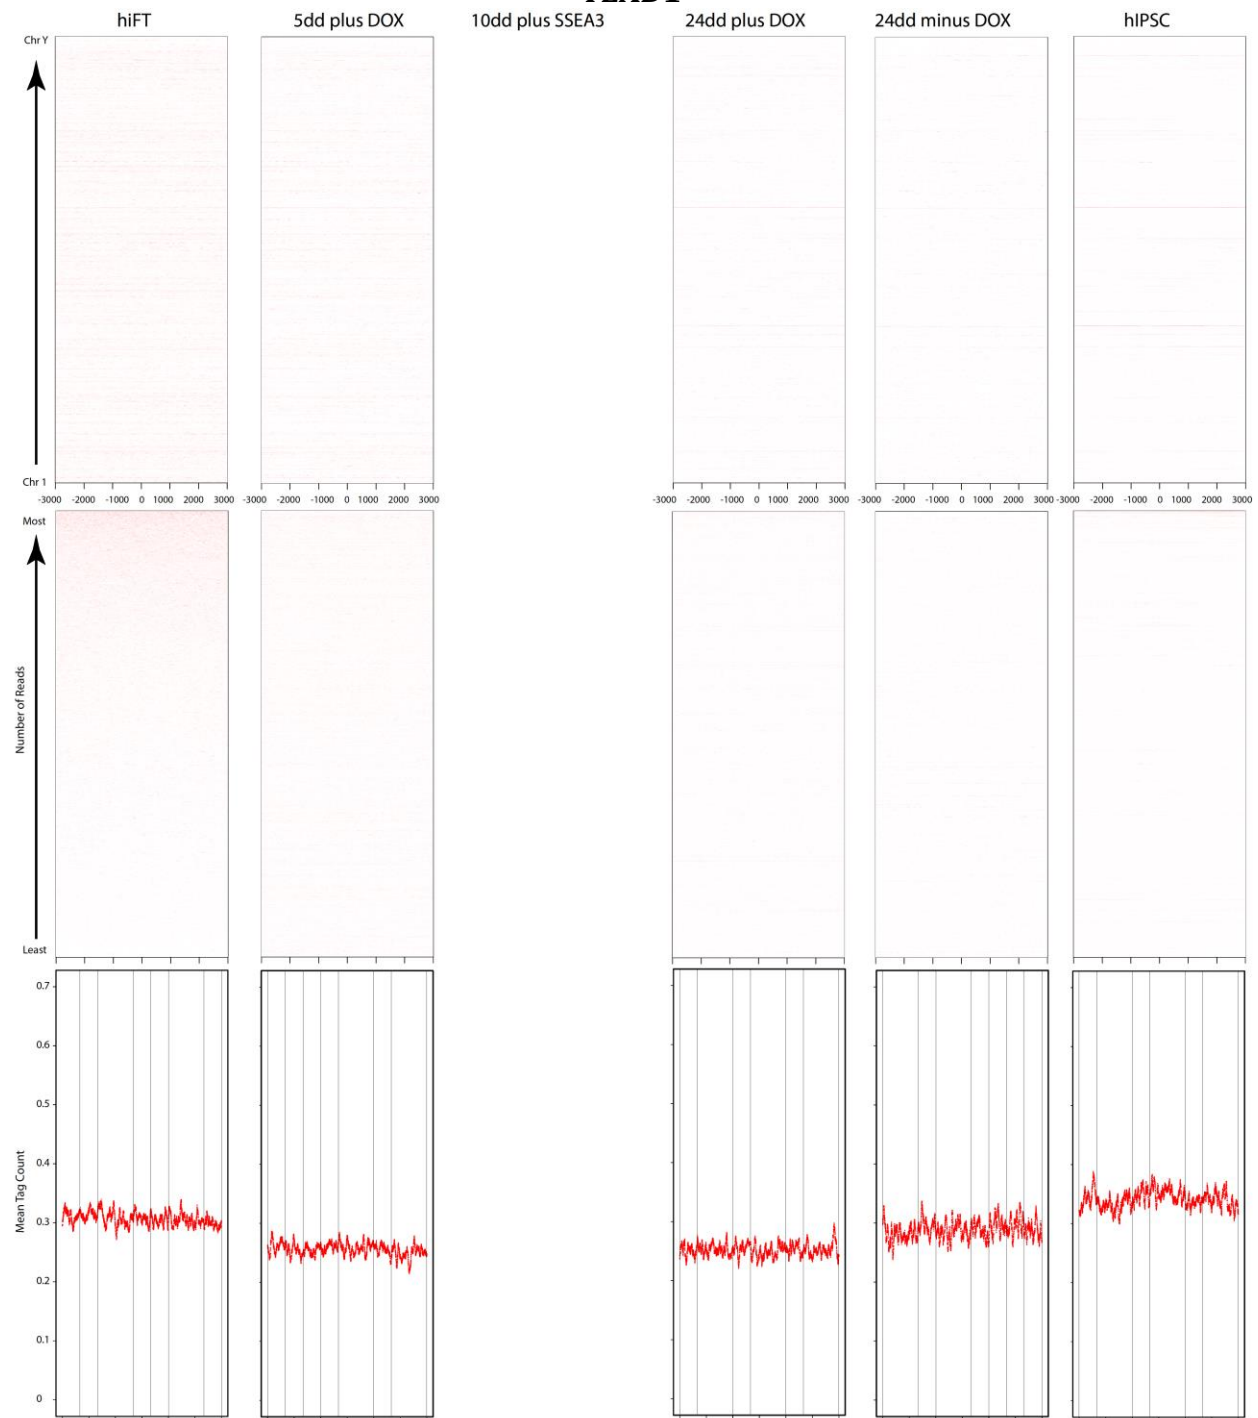 hiFT 5dd plus DOX 10dd plus SSEA3 24dd plus DOX 24dd minus DOX hIPSC
Chr Y
Chr 1
-3000 -2000 -1000 0 1000 2000 3000 -3000 -2000 -1000 0 1000 2000 3000 -3000 -2000 -1000 0 1000 2000 3000 -3000 -2000 -1000 0 1000 2000 3000 -3000 -2000 -1000 0 1000 2000 3000
Most
Number of Reads
Least
0.7
0.6
0.5
0.4
Mean Tag Count
0.3
0.2
0.1
0